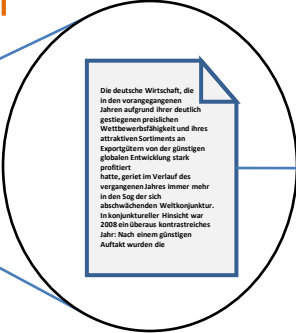 Die deutsche Wirtschaft, die
in den vorangegangenen
Jahren aufgrund ihrer deutlich
gestiegenen preislichen
Wettbewerbsfähigkeit und ihres
attraktiven Sortiments an
Exportgütern von der günstigen
globalen Entwicklung stark
profitiert
hatte, geriet im Verlauf des
vergangenen Jahres immer mehr
in den Sog der sich
abschwächenden Weltkonjunktur.
In konjunktureller Hinsicht war
2008 ein überaus kontrastreiches
Jahr: Nach einem günstigen
Auftakt wurden die